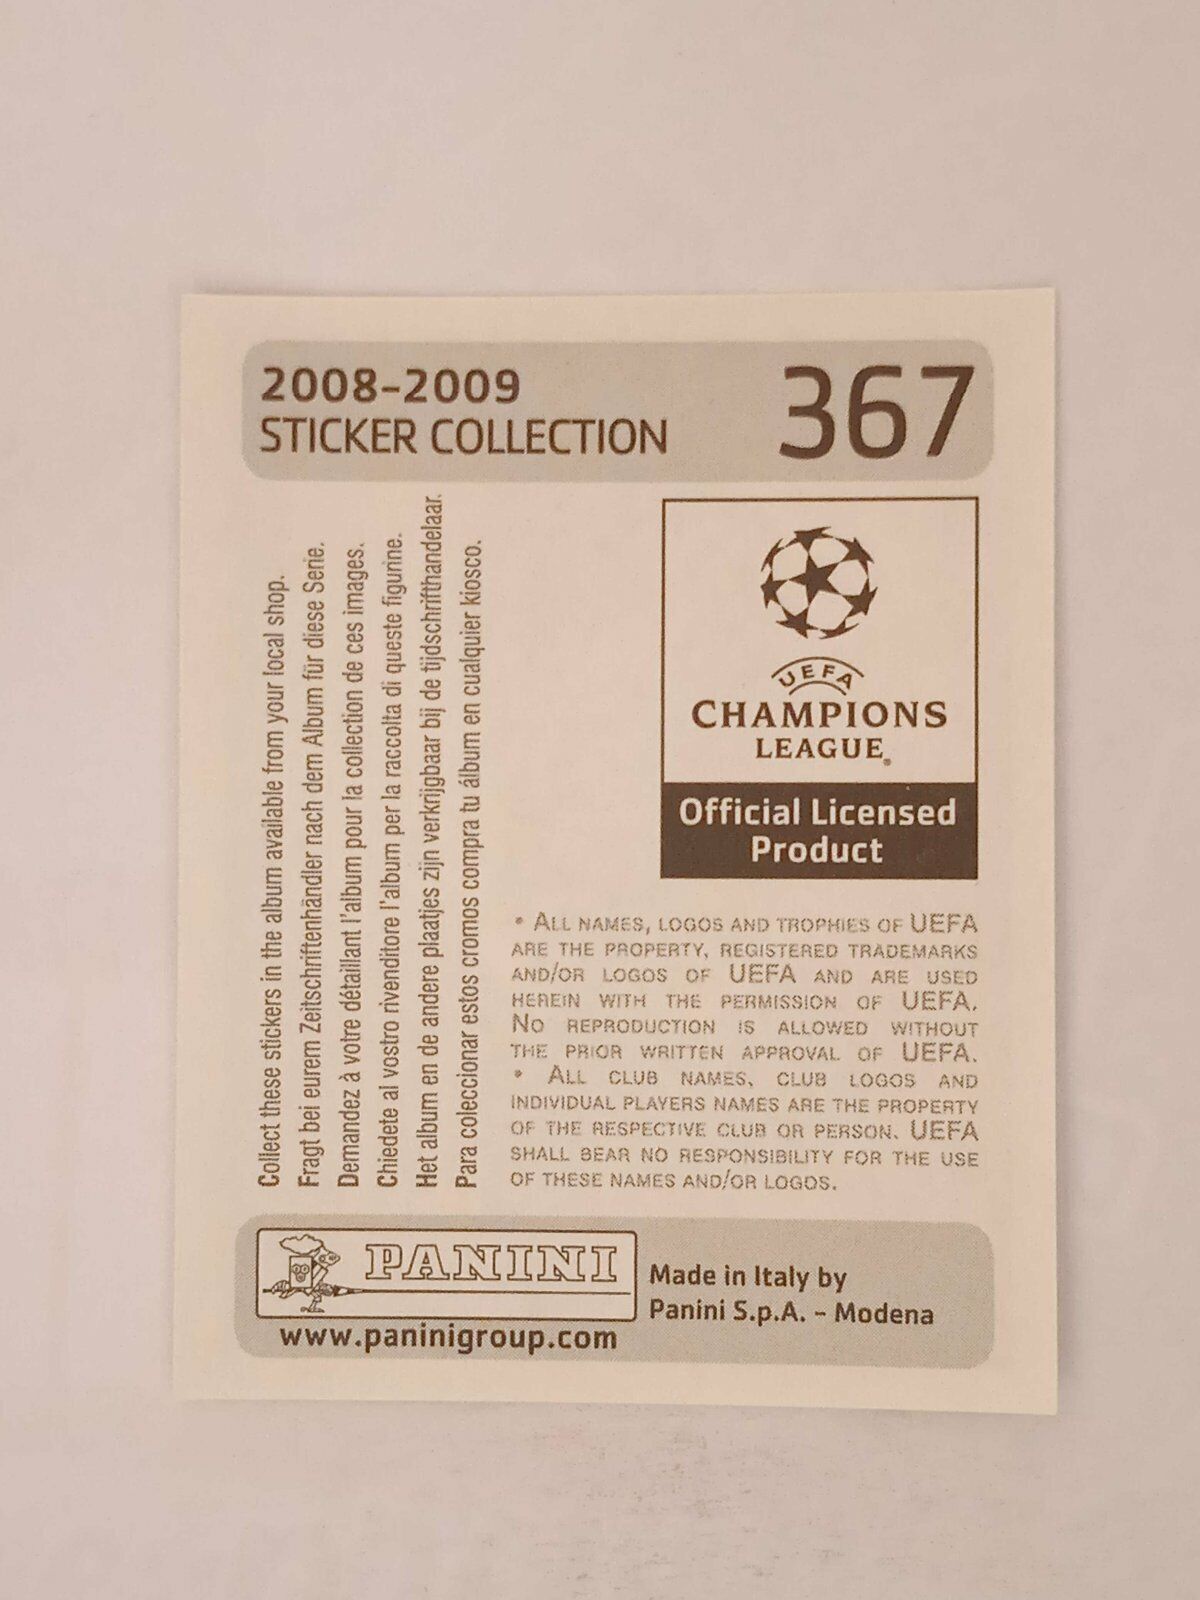 2008-2009
STICKER COLLECTION
367
Collect these stickers in the album available from your local shop.
Fragt bei eurem Zeitschriftenhändler nach dem Album für diese Serie.
Demandez à votre détaillant l'album pour la collection de ces images.
Chiedete al vostro rivenditore l'album per la raccolta di queste figurine.
Het album en de andere plaatjes zijn verkrijgbaar bij de tijdschrifthandelaar.
Para coleccionar estos cromos compra tu álbum en cualquier kiosco.
UEFA
CHAMPIONS
LEAGUE®
Official Licensed
Product
• ALL NAMES, LOGOS AND TROPHIES OF UEFA
ARE THE PROPERTY, REGISTERED TRADEMARKS
AND/OR LOGOS OF UEFA AND ARE USED
HEREIN WITH THE PERMISSION OF UEFA.
NO REPRODUCTION IS ALLOWED WITHOUT
THE PRIOR WRITTEN APPROVAL OF UEFA.
• ALL CLUB NAMES, CLUB LOGOS AND
INDIVIDUAL PLAYERS NAMES ARE THE PROPERTY
OF THE RESPECTIVE CLUB OR PERSON. UEFA
SHALL BEAR NO RESPONSIBILITY FOR THE USE
OF THESE NAMES AND/OR LOGOS.
PANINI
www.paninigroup.com
Made in Italy by
Panini S.p.A. - Modena